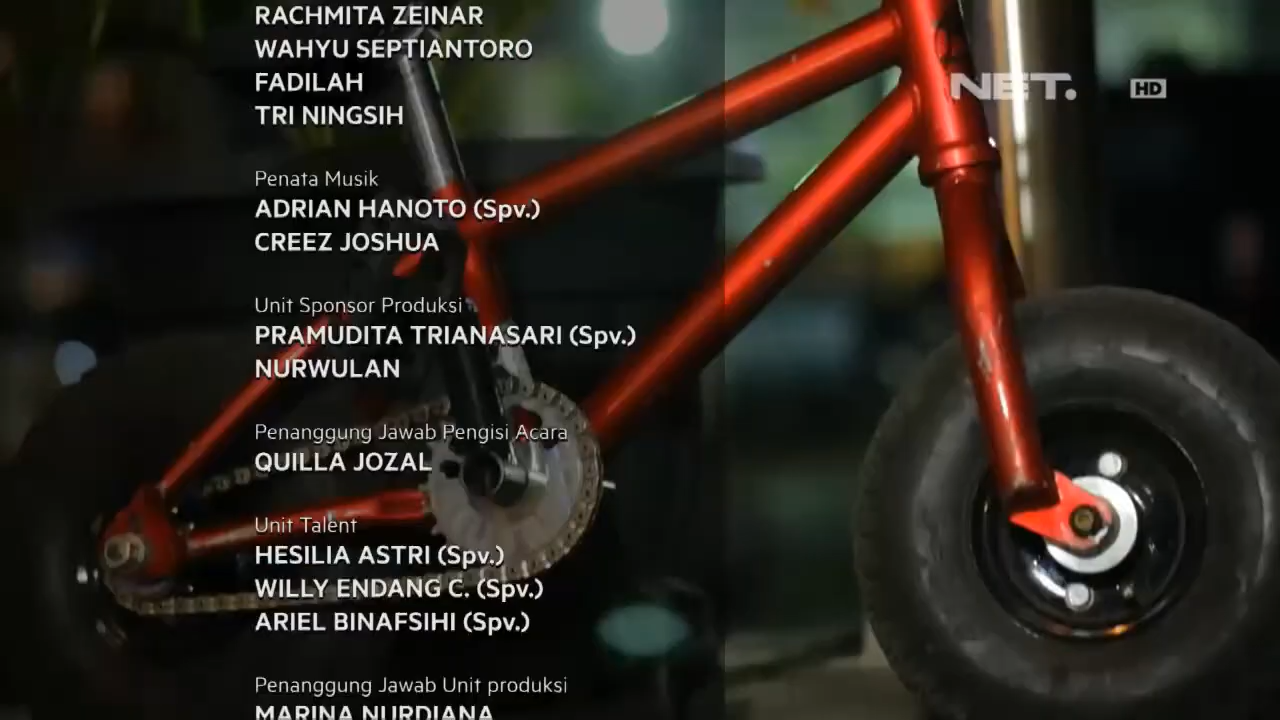 RACHMITA ZEINAR
WAHYU SEPTIANTORO
FADILAH
TRI NINGSIH
NET.
HD
Penata Musik
ADRIAN HANOTO (Spv.)
CREEZ JOSHUA
Unit Sponsor Produksi
PRAMUDITA TRIANASARI (Spv.)
NURWULAN
Penanggung Jawab Pengisi Acara
QUILLA JOZAL
Unit Talent
HESILIA ASTRI (Spv.)
WILLY ENDANG C. (Spv.)
ARIEL BINAFSIHI (Spv.)
Penanggung Jawab Unit produksi
MARINA NURDIANA